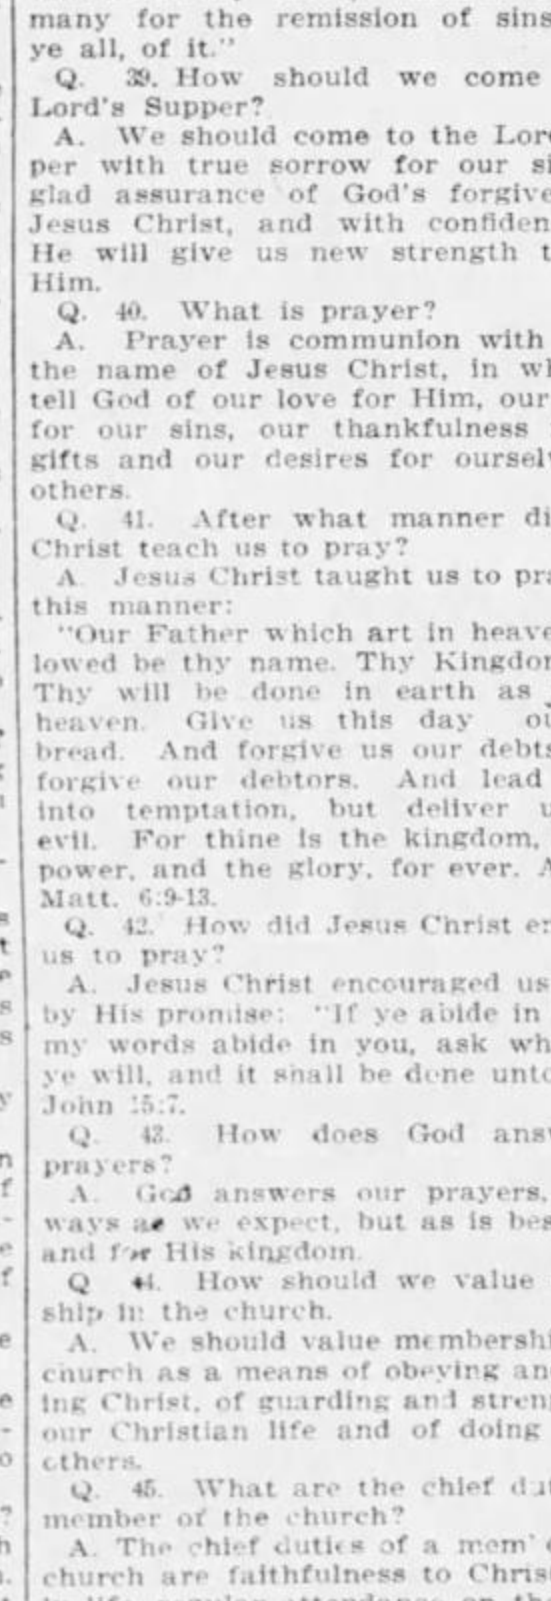 many for the remission of sins
ye all, of it."
Q. 39. How should we come
Lord's Supper?
A. We should come to the Lor
per with true sorrow for our si
glad assurance of God's forgive
Jesus Christ, and with confiden
He will give us new strength t
Him.
Q. 40. What is prayer?
A. Prayer is communion with
the name of Jesus Christ, in wh
tell God of our love for Him, our
for our sins, our thankfulness
gifts and our desires for ourselv
others.
Q. 41. After what manner di
Christ teach us to pray?
A. Jesus Christ taught us to pra
this manner:
"Our Father which art in heave
lowed be thy name. Thy Kingdom
Thy will be done in earth as
heaven. Give us this day ou
bread. And forgive us our debts
forgive our debtors. And lead
into temptation, but deliver u
evil. For thine is the kingdom,
power, and the glory, for ever. A
Matt. 6:9-13.
Q. 42. How did Jesus Christ en
us to pray?
A. Jesus Christ encouraged us
by His promise: "If ye abide in
my words abide in you, ask wh
ye will, and it shall be done unto
John 15:7.
Q. 43. How does God answ
prayers?
A. God answers our prayers,
ways as we expect, but as is bes
and for His kingdom.
Q 44. How should we value
ship in the church.
A. We should value membershi
church as a means of obeying an
ing Christ, of guarding and stren
our Christian life and of doing
others.
Q. 45. What are the chief dut
member of the church?
A. The chief duties of a mem'
church are faithfulness to Chris